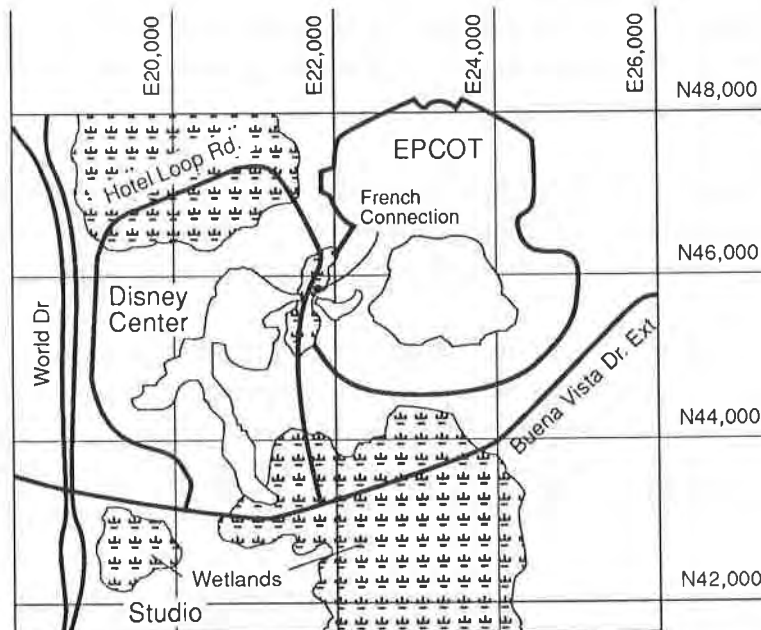 E20,000
E22,000
E24,000
E26,000
N48,000
Hotel Loop Rd.
EPCOT
French
Connection
N46,000
Disney
Center
World Dr
Buena Vista Dr. Ext.
N44,000
Wetlands
N42,000
Studio